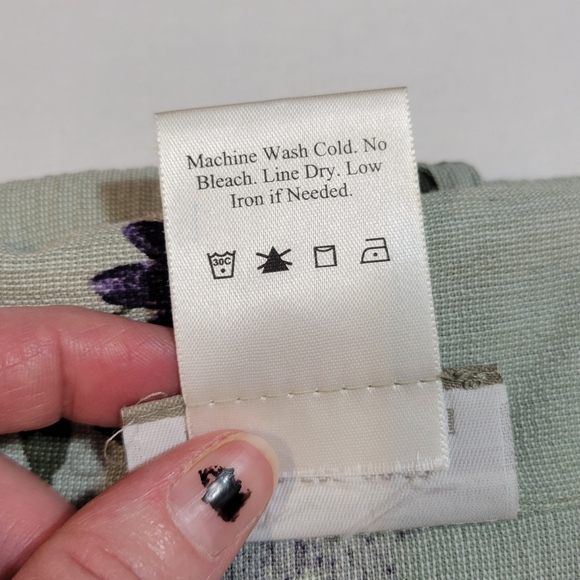 Machine Wash Cold. No
Bleach. Line Dry. Low
Iron if Needed.
30C